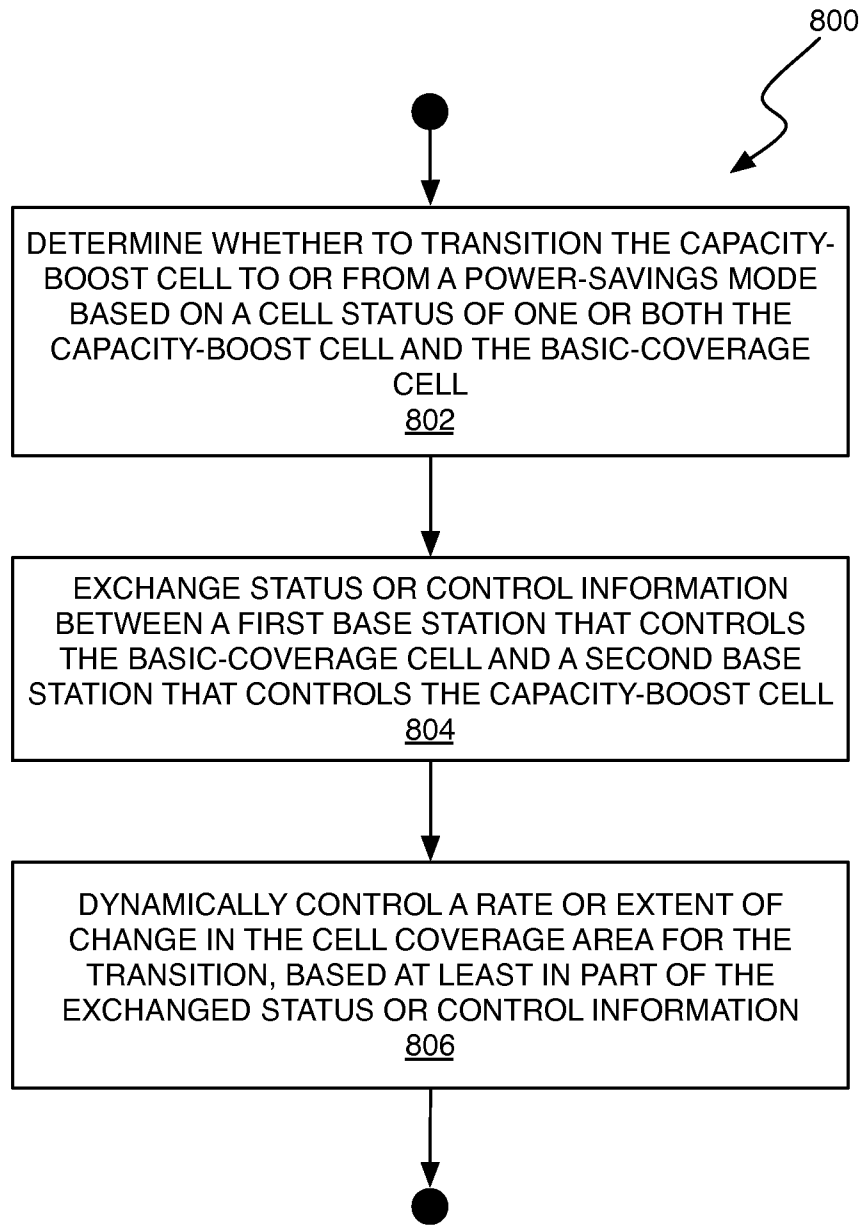 800
DETERMINE WHETHER TO TRANSITION THE CAPACITY-
BOOST CELL TO OR FROM A POWER-SAVINGS MODE
BASED ON A CELL STATUS OF ONE OR BOTH THE
CAPACITY-BOOST CELL AND THE BASIC-COVERAGE
CELL
802
EXCHANGE STATUS OR CONTROL INFORMATION
BETWEEN A FIRST BASE STATION THAT CONTROLS
THE BASIC-COVERAGE CELL AND A SECOND BASE
STATION THAT CONTROLS THE CAPACITY-BOOST CELL
804
DYNAMICALLY CONTROL A RATE OR EXTENT OF
CHANGE IN THE CELL COVERAGE AREA FOR THE
TRANSITION, BASED AT LEAST IN PART OF THE
EXCHANGED STATUS OR CONTROL INFORMATION
806